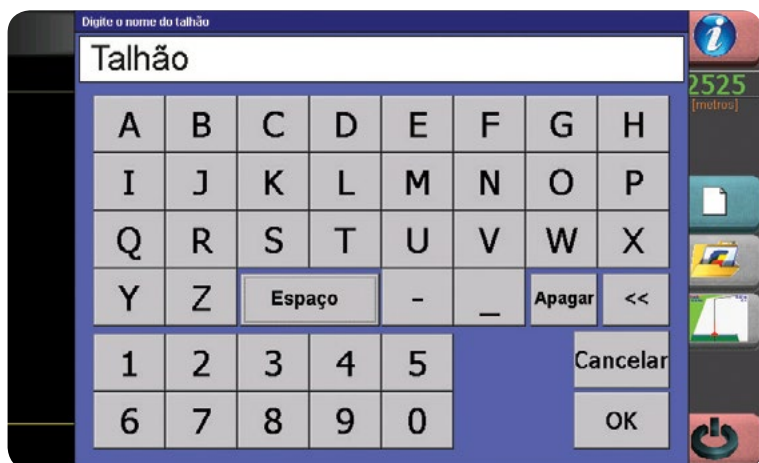 Digite o nome do talhão
Talhão
2525
[metros]
A B C D E F G H
I J K L M N O P
Q R S T U V W X
Y Z Espaço - _ Apagar <<
1 2 3 4 5 Cancelar
6 7 8 9 0 OK